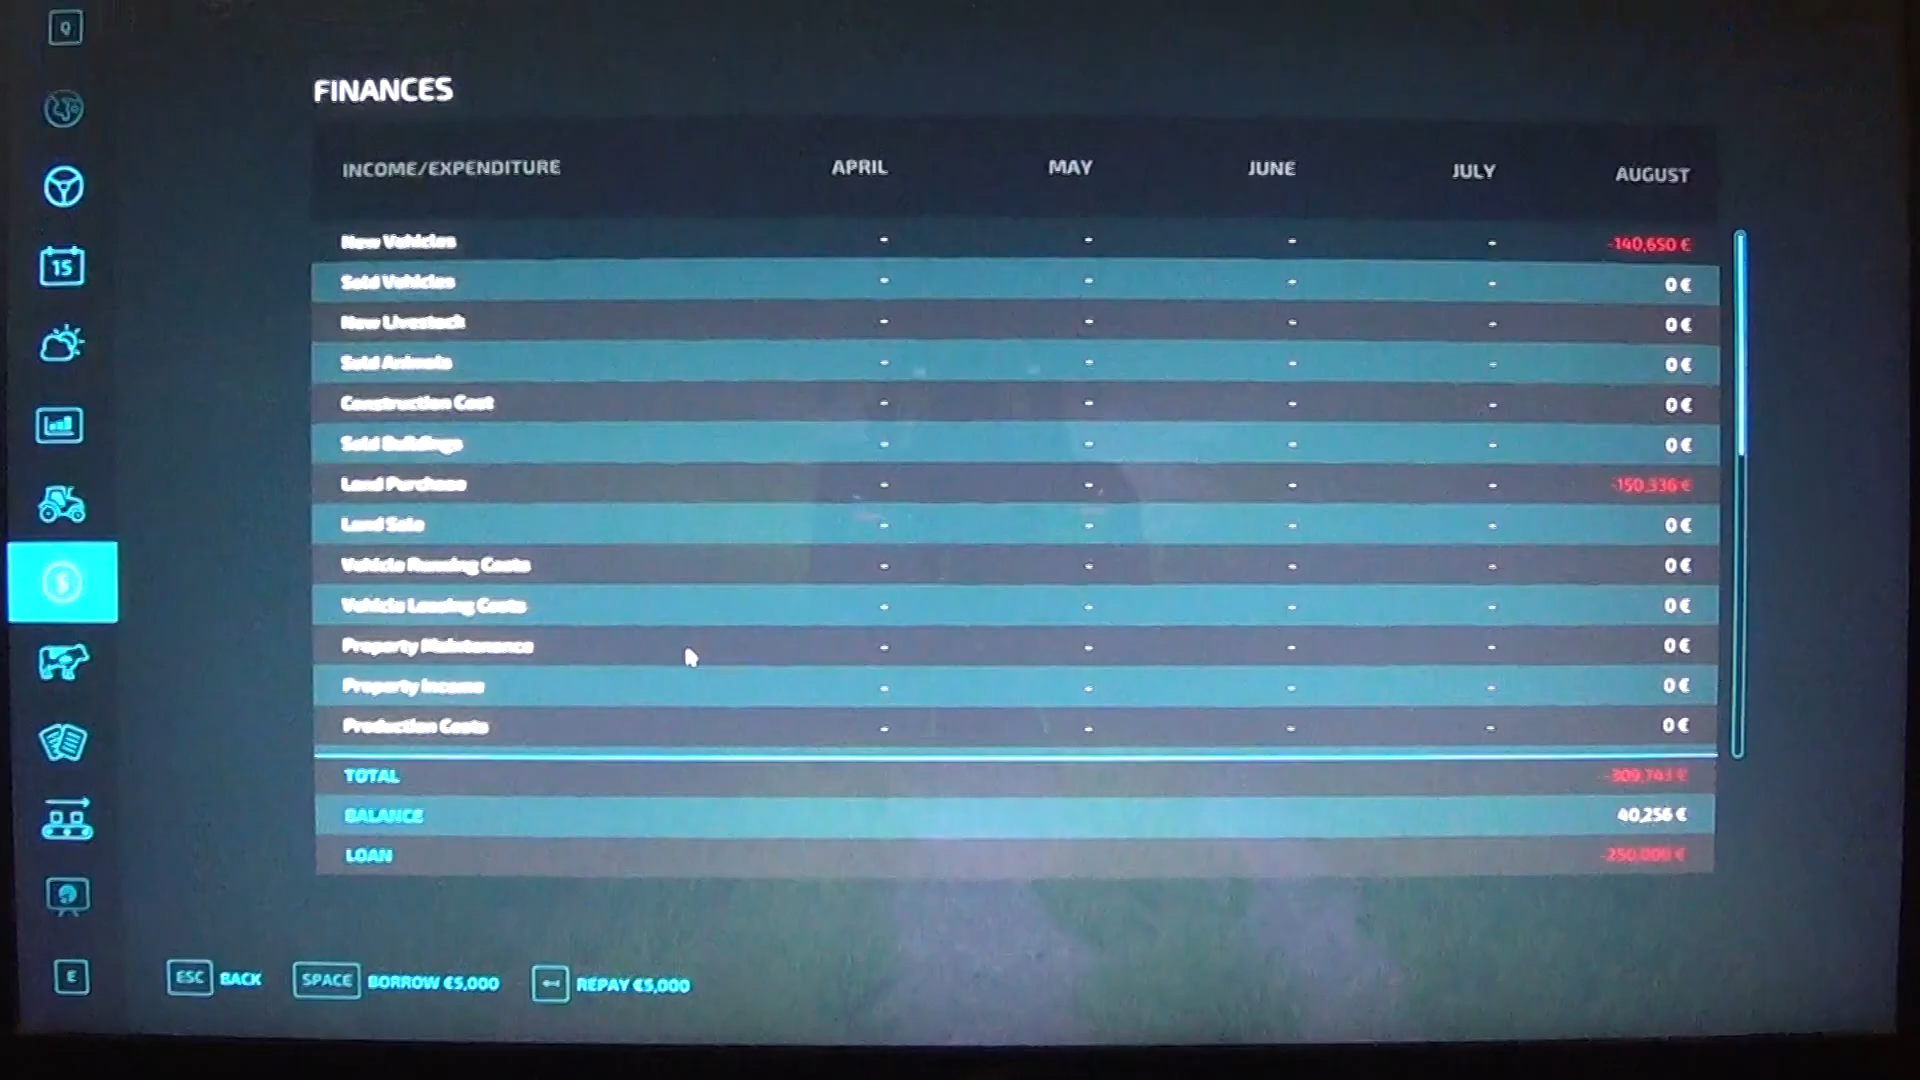 Q
FINANCES
INCOME/EXPENDITURE APRIL MAY JUNE JULY AUGUST
New Vehicles - - - - -140,650 €
Sold Vehicles - - - - 0 €
New Livestock - - - - 0 €
Sold Animals - - - - 0 €
Construction Cost - - - - 0 €
Sold Buildings - - - - 0 €
Land Purchase - - - - -150,336 €
Land Sale - - - - 0 €
Vehicle Running Costs - - - - 0 €
Vehicle Leasing Costs - - - - 0 €
Property Maintenance - - - - 0 €
Property Income - - - - 0 €
Production Costs - - - - 0 €
TOTAL -309,743 €
BALANCE 40,256 €
LOAN -250,000 €
15
$
E
ESC BACK SPACE BORROW €5,000 REPAY €5,000